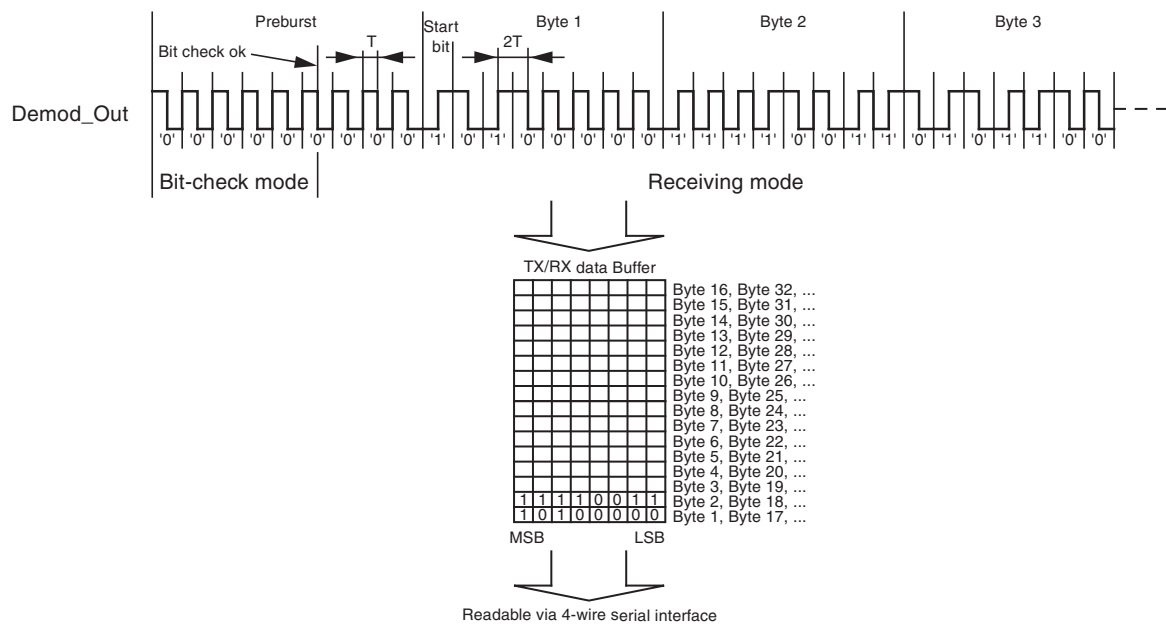 Preburst Start bit Byte 1 Byte 2 Byte 3
Bit check ok T 2T
Demod_Out
'0' '0' '0' '0' '0' '0' '0' '0' '0' '1' '0' '1' '0' '0' '0' '0' '0' '1' '1' '1' '1' '0' '0' '1' '1' '0' '1' '0' '1' '1' '0' '0'
Bit-check mode Receiving mode
TX/RX data Buffer
Byte 16, Byte 32, ...
Byte 15, Byte 31, ...
Byte 14, Byte 30, ...
Byte 13, Byte 29, ...
Byte 12, Byte 28, ...
Byte 11, Byte 27, ...
Byte 10, Byte 26, ...
Byte 9, Byte 25, ...
Byte 8, Byte 24, ...
Byte 7, Byte 23, ...
Byte 6, Byte 22, ...
Byte 5, Byte 21, ...
Byte 4, Byte 20, ...
Byte 3, Byte 19, ...
1 1 1 1 0 0 1 1 Byte 2, Byte 18, ...
1 0 1 0 0 0 0 0 Byte 1, Byte 17, ...
MSB LSB
Readable via 4-wire serial interface